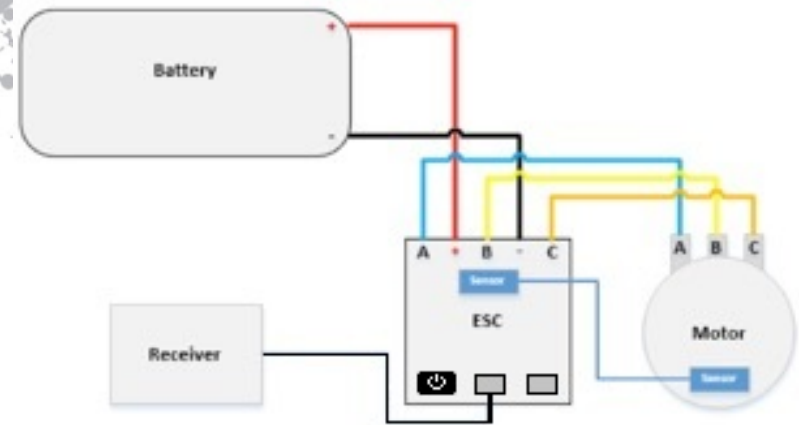 +
Battery
-
A + B - C
A B C
Sensor
ESC
Motor
Receiver
Sensor